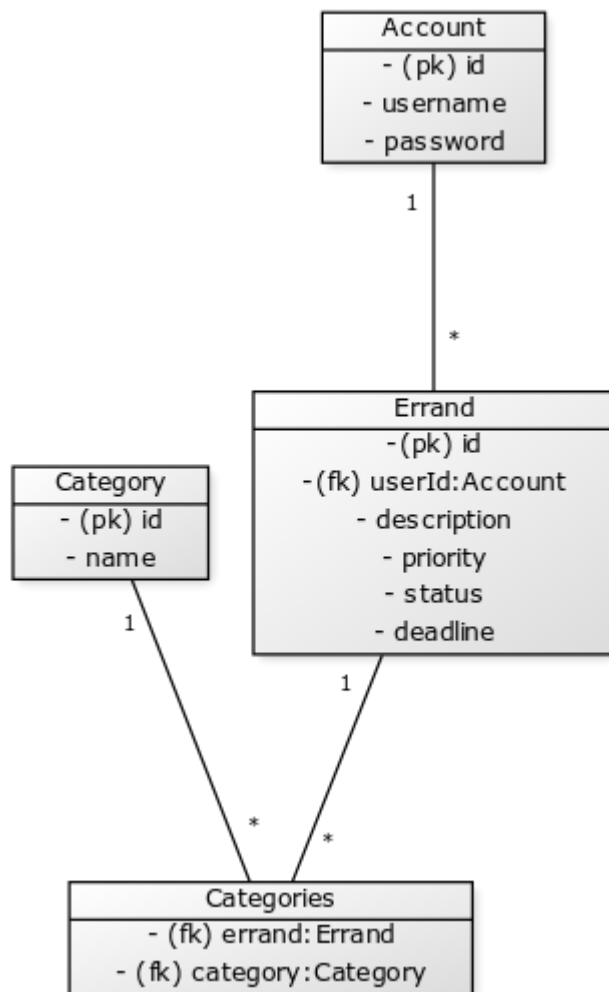 Account
- (pk) id
- username
- password
1
*
Errand
-(pk) id
-(fk) userId:Account
- description
- priority
- status
- deadline
Category
- (pk) id
- name
1
1
*
*
Categories
- (fk) errand:Errand
- (fk) category:Category